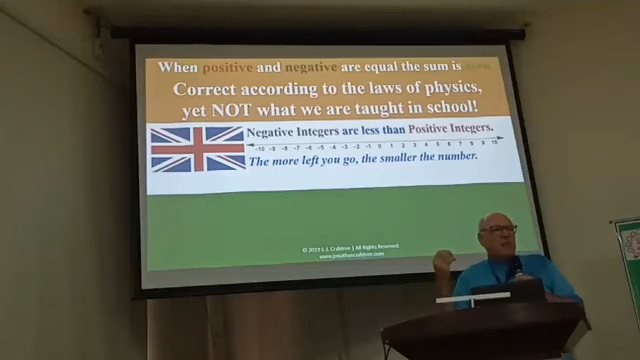 When positive and negative are equal the sum is
Correct according to the laws of physics,
yet NOT what we are taught in school!
Negative Integers are less than Positive Integers.
-10 -9 -8 -7 -6 -5 -4 -3 -2 -1 0 1 2 3 4 5 6 7 8 9 10
The more left you go, the smaller the number.
© 2019 L J. Crabtree | All Rights Reserved
www.jonathancrabtree.com